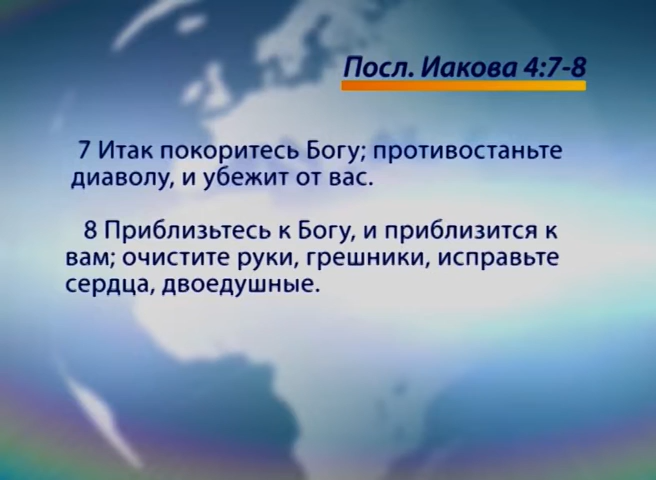 Посл. Иакова 4:7-8
7 Итак покоритесь Богу; противостаньте
диаволу, и убежит от вас.
8 Приблизьтесь к Богу, и приблизится к
вам; очистите руки, грешники, исправьте
сердца, двоедушные.